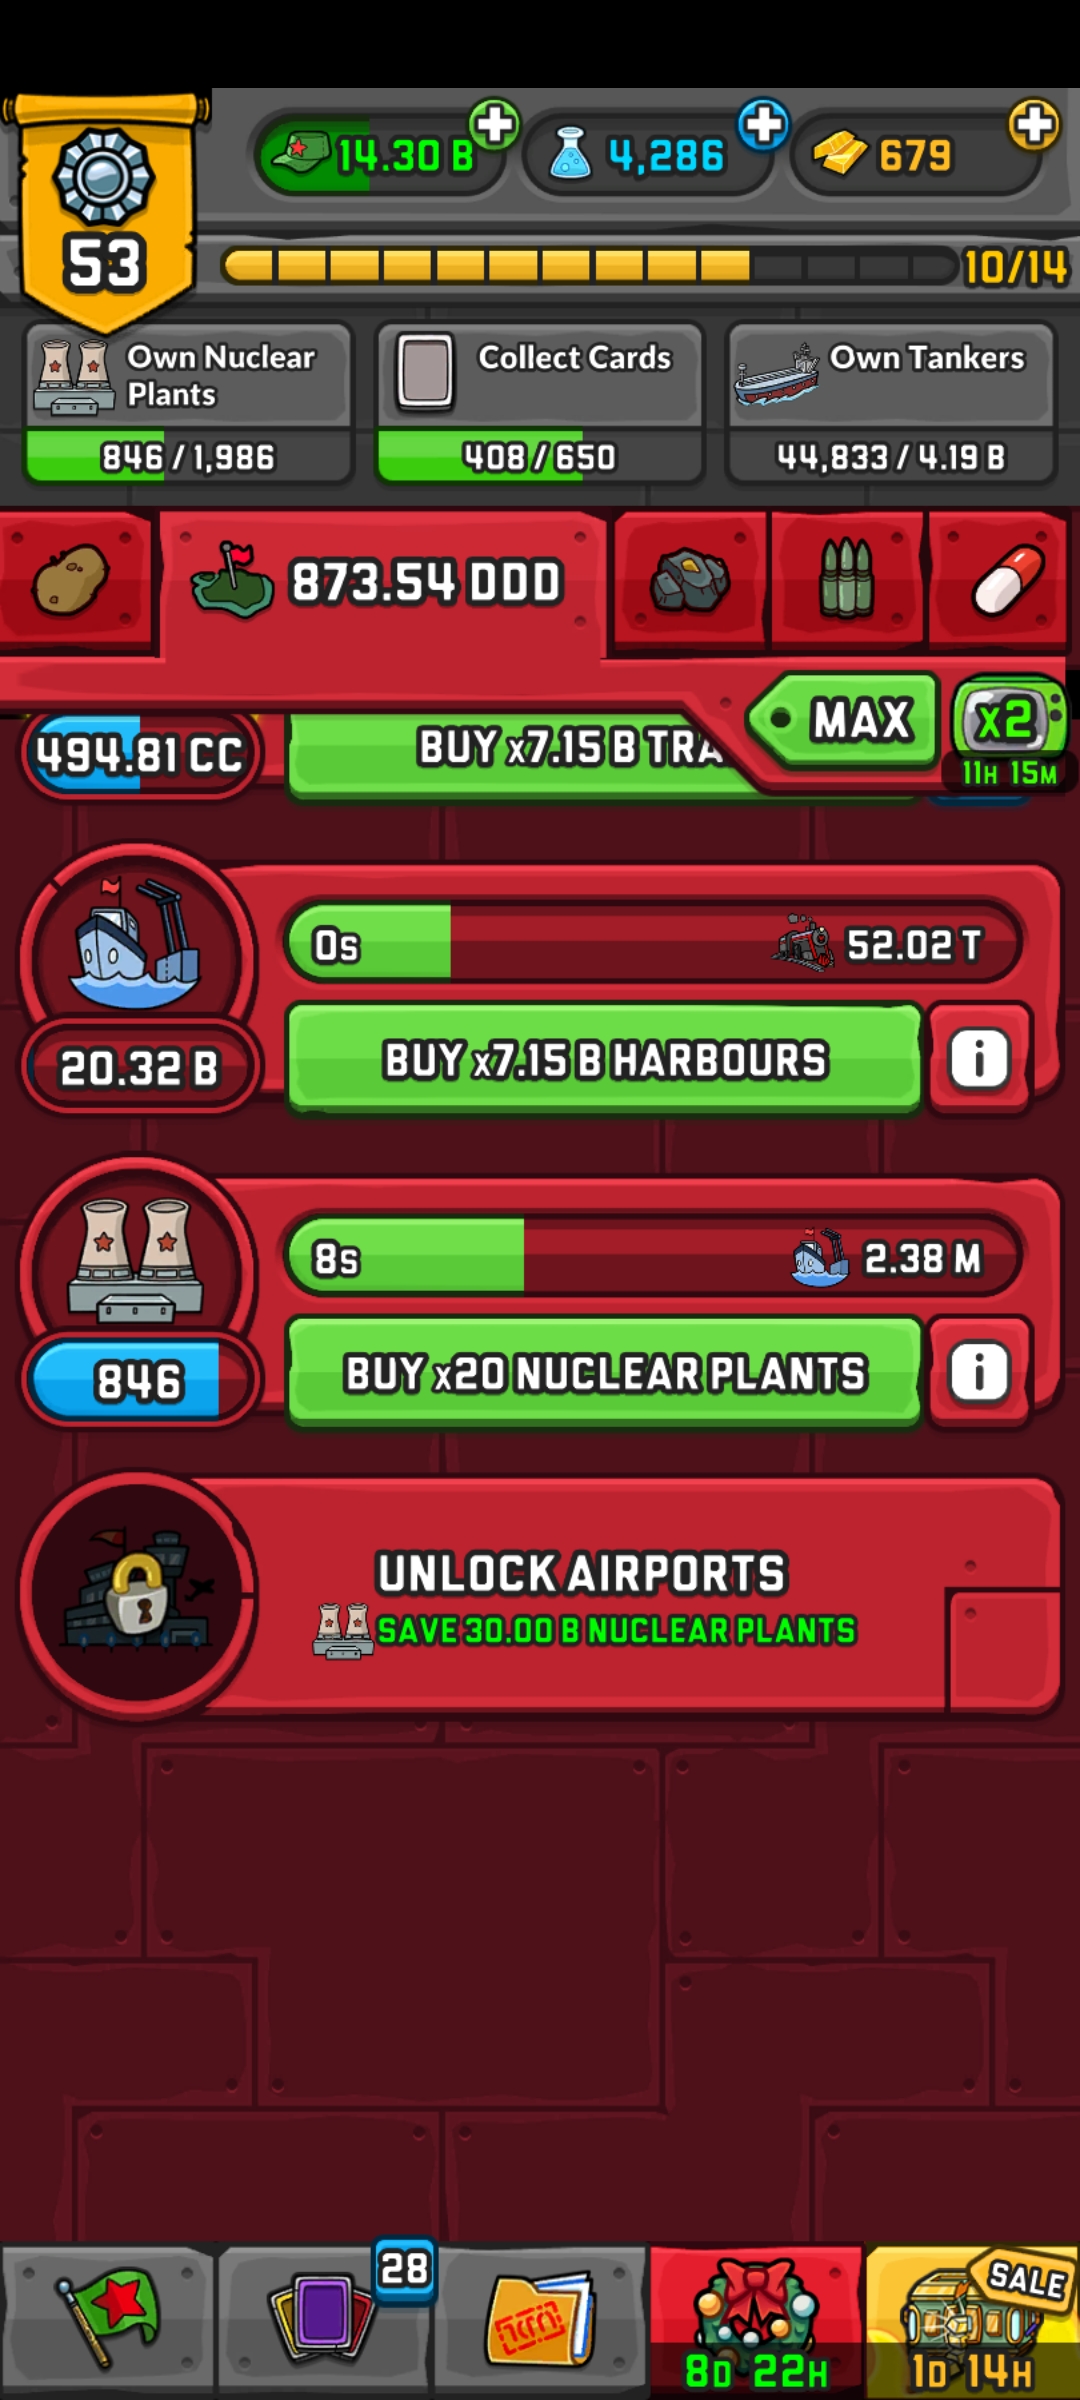 14.30 B
4,286
679
53
10/14
Own Nuclear
Plants
Collect Cards
Own Tankers
846 / 1,986
408 / 650
44,833 / 4.19 B
873.54 DDD
MAX
x2
11H 15M
494.81 CC
BUY x7.15 B TRA
0s
52.02 T
20.32 B
BUY x7.15 B HARBOURS
i
8s
2.38 M
846
BUY x20 NUCLEAR PLANTS
i
UNLOCK AIRPORTS
SAVE 30.00 B NUCLEAR PLANTS
28
SALE
8D 22H
1D 14H